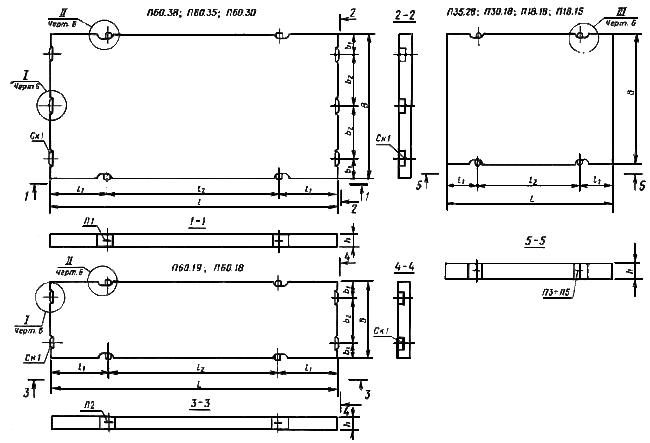 П60.38; П60.35; П60.30
II
Черт. 6
2
2-2
I
Черт. 6
Ск1
b1
b2
b2
b1
B
Ск1
1
l1
l2
l1
L
1
2
П1
1-1
h
П35.28; П30.18; П18.18; П18.15
III
Черт. 6
B
5
l1
l2
l1
L
5
5-5
h
П3÷П5
II
Черт. 6
П60.19; П60.18
4
4-4
I
Черт. 6
Ск1
b1
b2
b1
B
Ск1
3
l1
l2
l1
L
3
4
П2
3-3
h